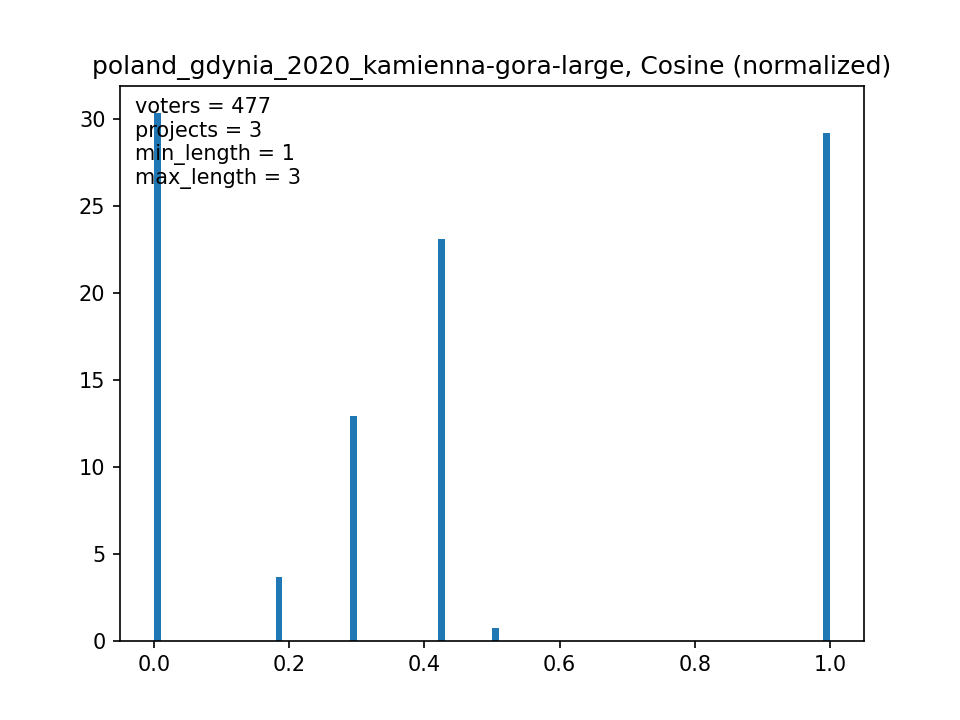 poland_gdynia_2020_kamienna-gora-large, Cosine (normalized)
voters = 477
projects = 3
min_length = 1
max_length = 3
30
25
20
15
10
5
0
0.0 0.2 0.4 0.6 0.8 1.0